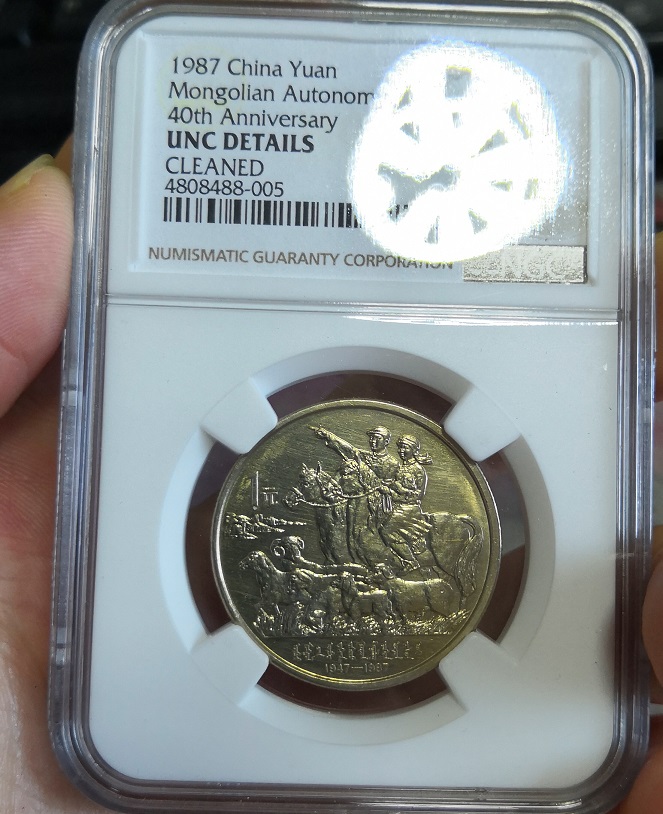 1987 China Yuan
Mongolian Autonom
40th Anniversary
UNC DETAILS
CLEANED
4808488-005
NUMISMATIC GUARANTY CORPORATION
NGC
1元
1947—1987